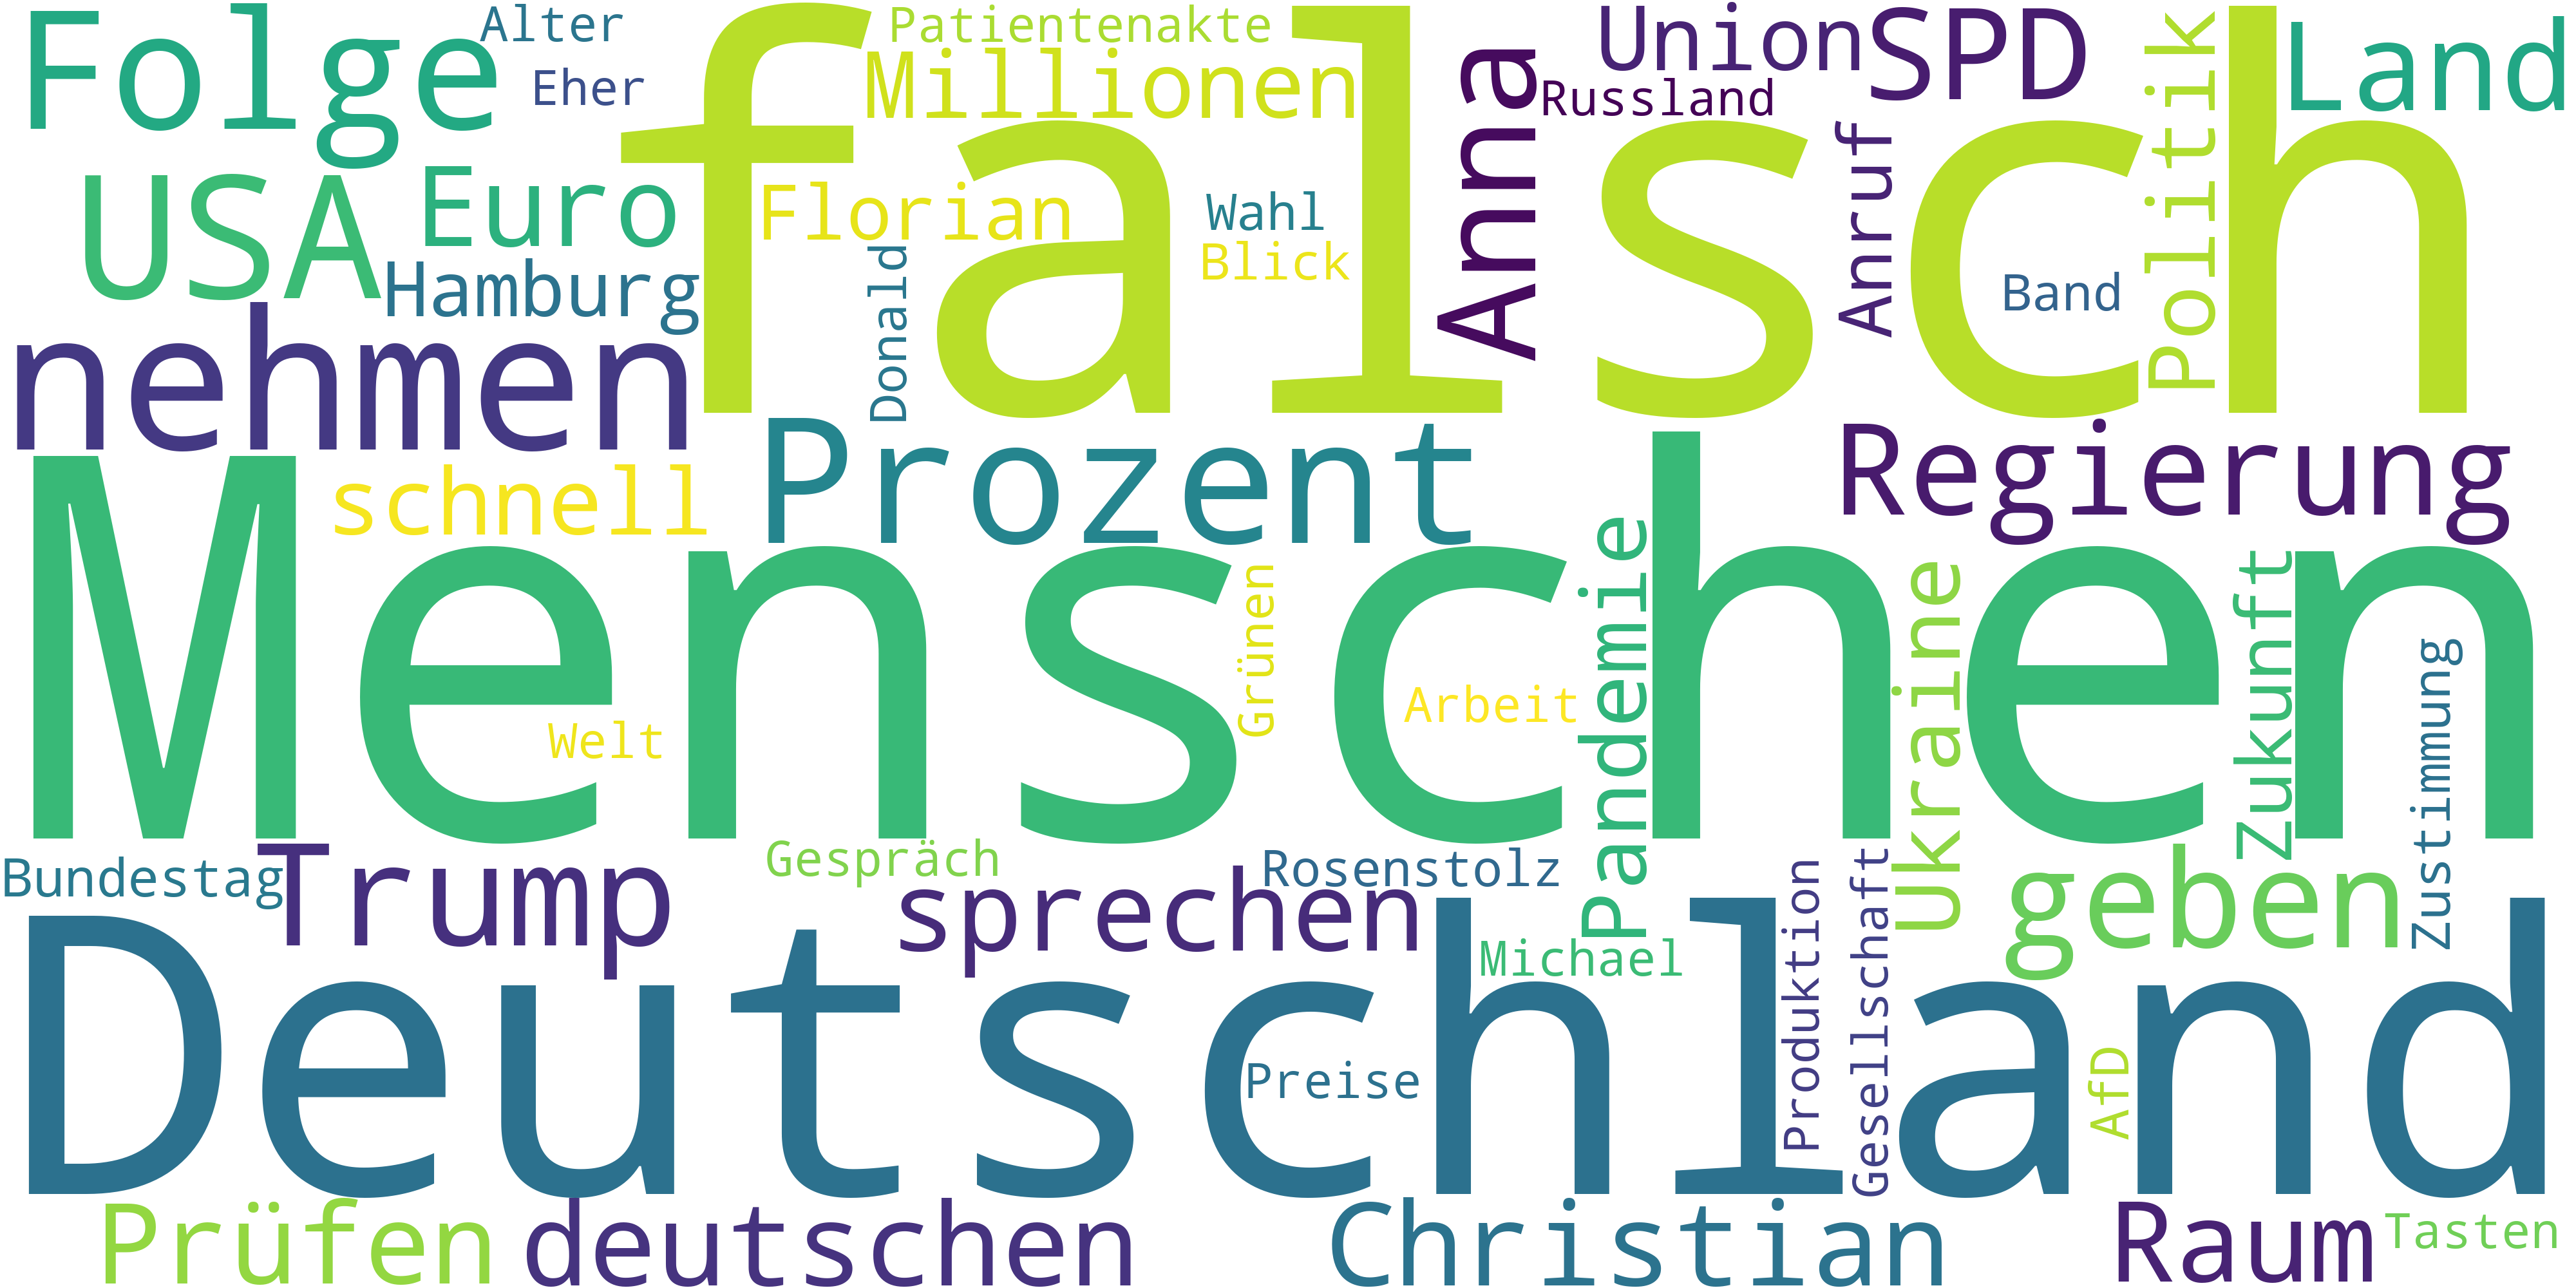 Folge
Alter
Eher
Patientenakte
Millionen
Union
SPD
Russland
Land
Anna
Anruf
Politik
falsch
USA
Euro
Florian
Wahl
Blick
Hamburg
Donald
Band
nehmen
schnell
Prozent
Regierung
Menschen
Grünen
Welt
Arbeit
Pandemie
Ukraine
Zukunft
Zustimmung
Bundestag
Trump
Gespräch
sprechen
Rosenstolz
Michael
geben
Produktion
Gesellschaft
Deutschland
Preise
AfD
Prüfen
deutschen
Christian
Raum
Tasten